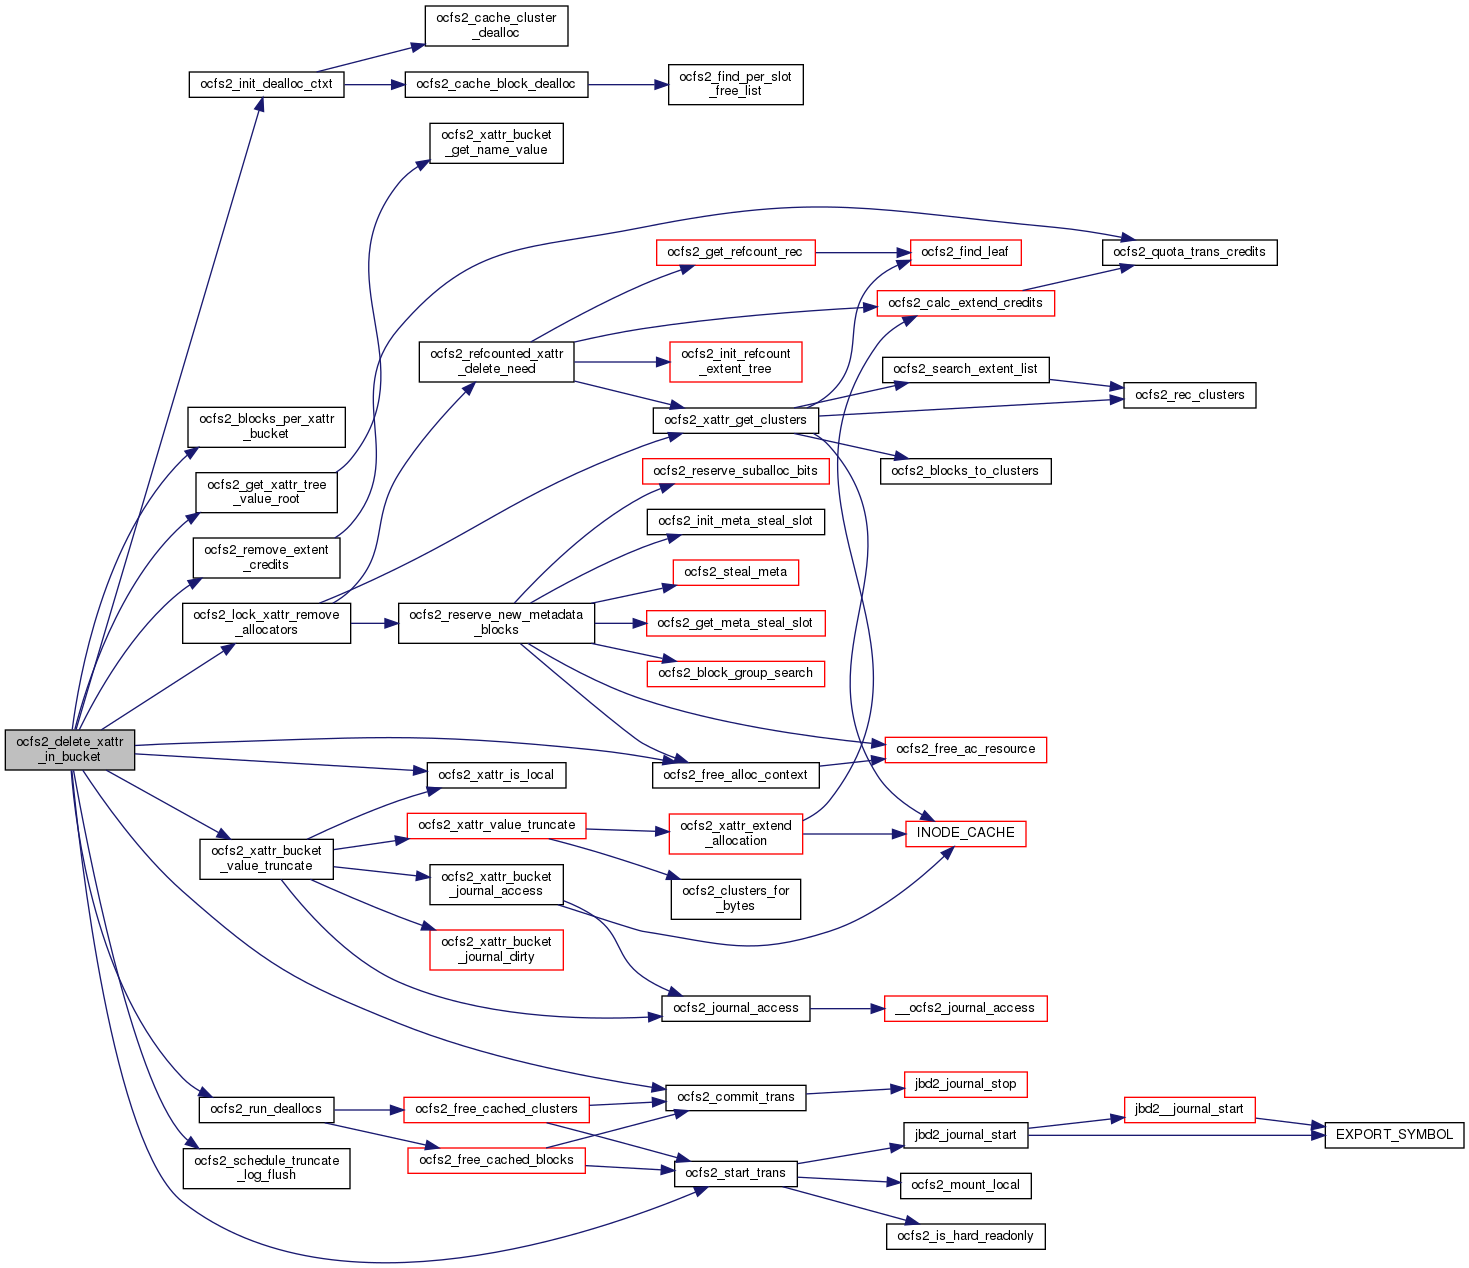 ocfs2_cache_cluster
_dealloc
ocfs2_init_dealloc_ctxt
ocfs2_cache_block_dealloc
ocfs2_find_per_slot
_free_list
ocfs2_xattr_bucket
_get_name_value
ocfs2_get_refcount_rec
ocfs2_find_leaf
ocfs2_quota_trans_credits
ocfs2_calc_extend_credits
ocfs2_refcounted_xattr
_delete_need
ocfs2_init_refcount
_extent_tree
ocfs2_search_extent_list
ocfs2_rec_clusters
ocfs2_blocks_per_xattr
_bucket
ocfs2_xattr_get_clusters
ocfs2_get_xattr_tree
_value_root
ocfs2_reserve_suballoc_bits
ocfs2_blocks_to_clusters
ocfs2_init_meta_steal_slot
ocfs2_remove_extent
_credits
ocfs2_steal_meta
ocfs2_lock_xattr_remove
_allocators
ocfs2_reserve_new_metadata
_blocks
ocfs2_get_meta_steal_slot
ocfs2_block_group_search
ocfs2_delete_xattr
_in_bucket
ocfs2_free_ac_resource
ocfs2_xattr_is_local
ocfs2_free_alloc_context
ocfs2_xattr_value_truncate
ocfs2_xattr_extend
_allocation
INODE_CACHE
ocfs2_xattr_bucket
_value_truncate
ocfs2_xattr_bucket
_journal_access
ocfs2_clusters_for
_bytes
ocfs2_xattr_bucket
_journal_dirty
ocfs2_journal_access
__ocfs2_journal_access
ocfs2_commit_trans
jbd2_journal_stop
ocfs2_run_deallocs
ocfs2_free_cached_clusters
jbd2__journal_start
jbd2_journal_start
EXPORT_SYMBOL
ocfs2_schedule_truncate
_log_flush
ocfs2_free_cached_blocks
ocfs2_start_trans
ocfs2_mount_local
ocfs2_is_hard_readonly